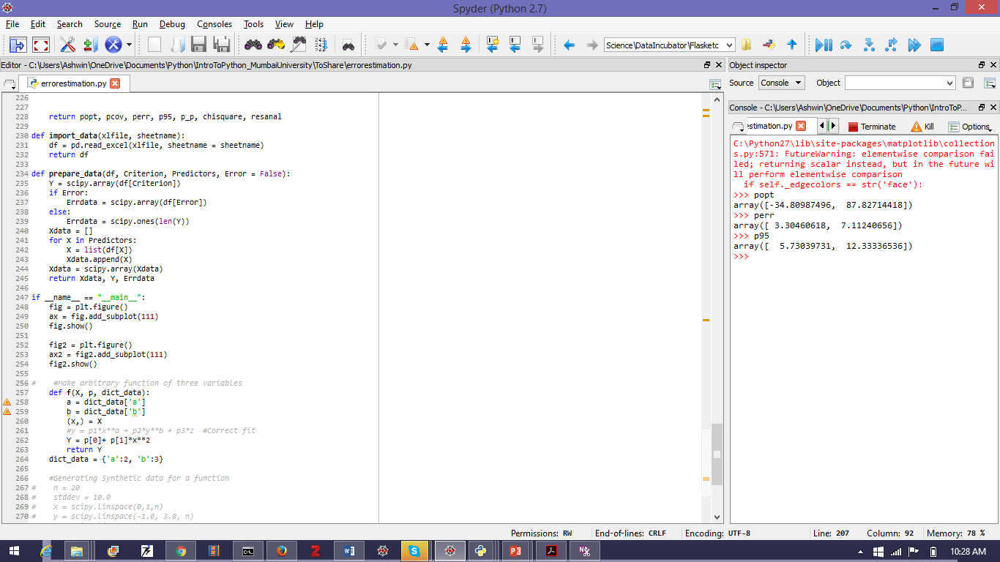 Spyder (Python 2.7)
File Edit Search Source Run Debug Consoles Tools View Help
Science\DataIncubator\Flasketc
Editor - C:\Users\Ashwin\OneDrive\Documents\Python\IntroToPython_MumbaiUniversity\ToShare\errorestimation.py
errorestimation.py
226
227
228     return popt, pcov, perr, p95, p_p, chisquare, resanal
229
230 def import_data(xlfile, sheetname):
231     df = pd.read_excel(xlfile, sheetname = sheetname)
232     return df
233
234 def prepare_data(df, Criterion, Predictors, Error = False):
235     Y = scipy.array(df[Criterion])
236     if Error:
237         Errdata = scipy.array(df[Error])
238     else:
239         Errdata = scipy.ones(len(Y))
240     Xdata = []
241     for X in Predictors:
242         X = list(df[X])
243         Xdata.append(X)
244     Xdata = scipy.array(Xdata)
245     return Xdata, Y, Errdata
246
247 if __name__ == "__main__":
248     fig = plt.figure()
249     ax = fig.add_subplot(111)
250     fig.show()
251
252     fig2 = plt.figure()
253     ax2 = fig2.add_subplot(111)
254     fig2.show()
255
256 #    #Make arbitrary function of three variables
257     def f(X, p, dict_data):
258         a = dict_data['a']
259         b = dict_data['b']
260         (x,) = X
261         #y = p1*x**a + p2*y**b + p3*z  #Correct fit
262         Y = p[0]+ p[1]*x**2
263         return Y
264     dict_data = {'a':2, 'b':3}
265
266     #Generating Synthetic data for a function
267 #    n = 20
268 #    stddev = 10.0
269 #    x = scipy.linspace(0,1,n)
270 #    y = scipy.linspace(-1.0, 3.0, n)
Object inspector
Source Console Object
Console - C:\Users\Ashwin\OneDrive\Documents\Python\IntroToP...
:stimation.py Terminate Kill Options
C:\Python27\lib\site-packages\matplotlib\collection
s.py:571: FutureWarning: elementwise comparison fai
led; returning scalar instead, but in the future wi
ll perform elementwise comparison
  if self._edgecolors == str('face'):
>>> popt
array([-34.80987496,  87.82714418])
>>> perr
array([ 3.30460618,  7.11240656])
>>> p95
array([  5.73039731,  12.33336536])
>>>
Permissions: RW End-of-lines: CRLF Encoding: UTF-8 Line: 207 Column: 92 Memory: 78 %
10:28 AM